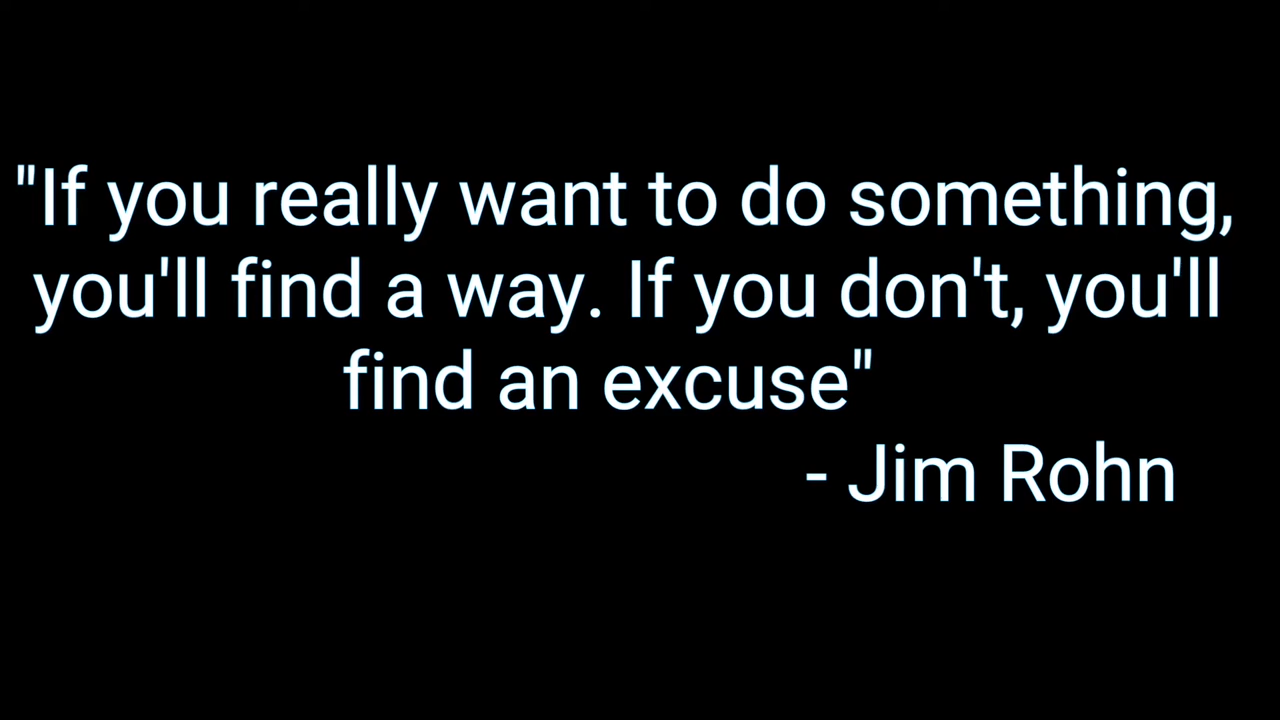 "If you really want to do something,
you'll find a way. If you don't, you'll
find an excuse"
- Jim Rohn